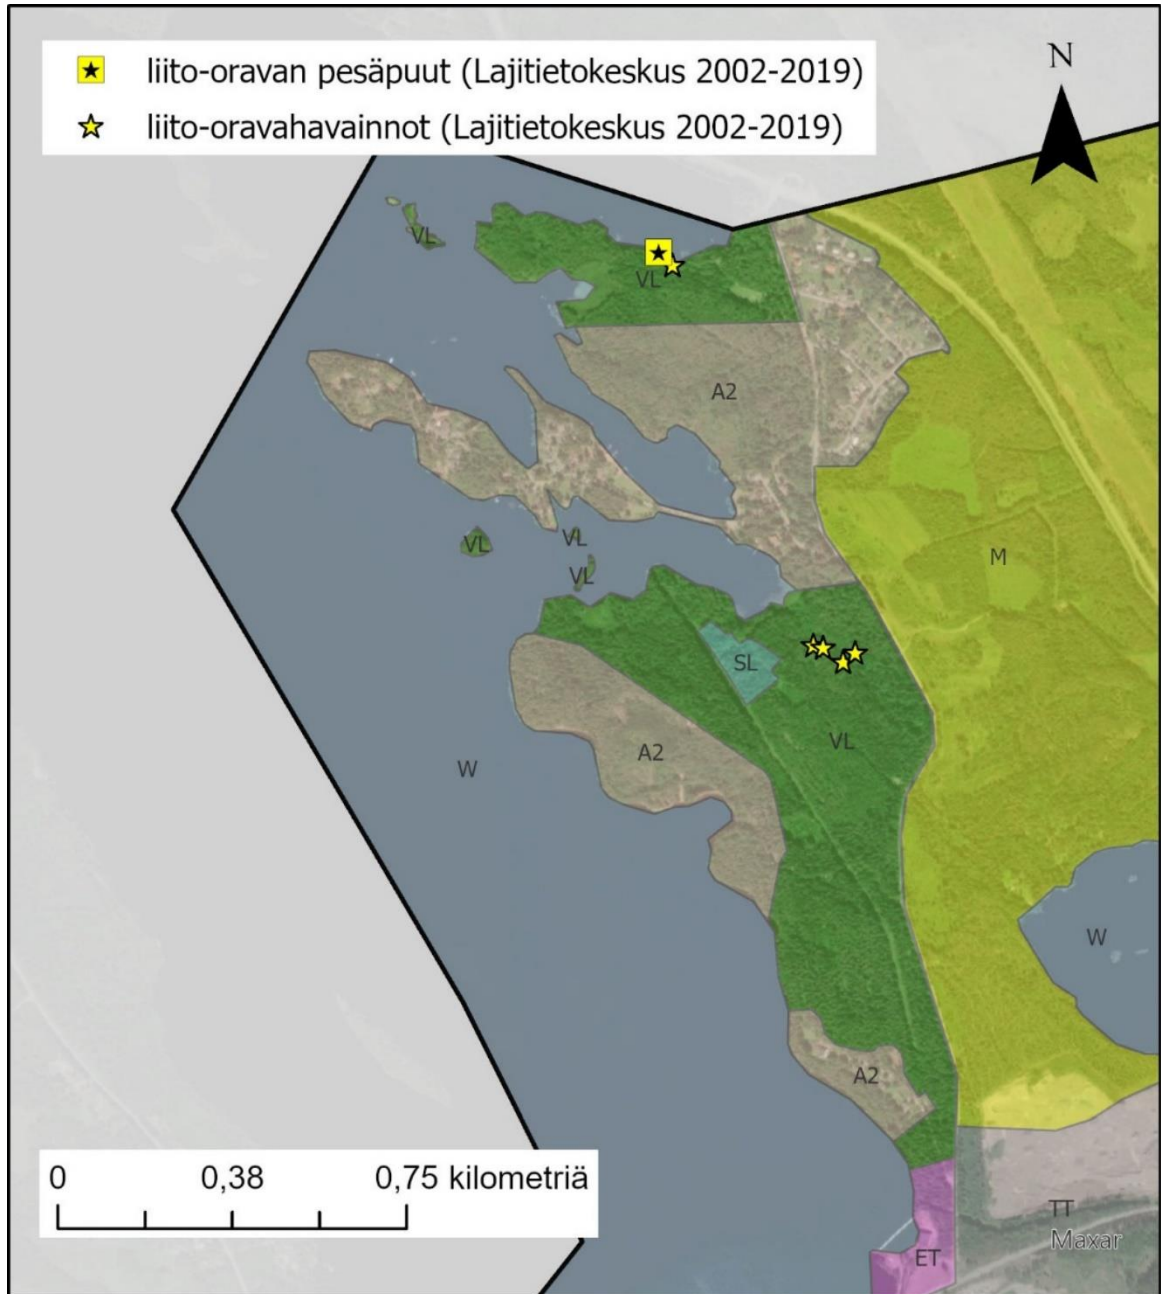 liito-oravan pesäpuut (Lajitietokeskus 2002-2019)
liito-oravahavainnot (Lajitietokeskus 2002-2019)
N
VL
VL
A2
M
VL
VL
VL
SL
A2
VL
W
W
A2
0 0,38 0,75 kilometriä
TT
Maxar
ET